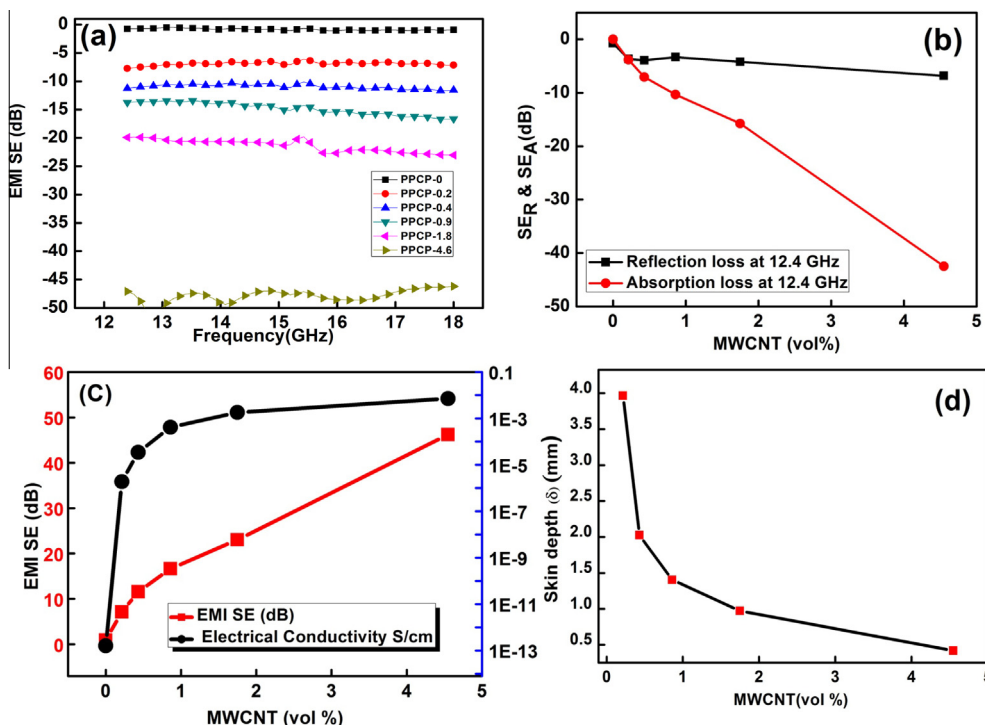 (a)
0
-5
-10
-15
-20
-25
-30
-35
-40
-45
-50
EMI SE (dB)
PPCP-0
PPCP-0.2
PPCP-0.4
PPCP-0.9
PPCP-1.8
PPCP-4.6
12 13 14 15 16 17 18
Frequency(GHz)
(b)
0
-10
-20
-30
-40
-50
SE_R & SE_A(dB)
Reflection loss at 12.4 GHz
Absorption loss at 12.4 GHz
0 1 2 3 4 5
MWCNT (vol%)
(C)
60
50
40
30
20
10
0
EMI SE (dB)
0.1
1E-3
1E-5
1E-7
1E-9
1E-11
1E-13
EMI SE (dB)
Electrical Conductivity S/cm
0 1 2 3 4 5
MWCNT (vol %)
(d)
4.0
3.5
3.0
2.5
2.0
1.5
1.0
0.5
Skin depth (δ) (mm)
0 1 2 3 4 5
MWCNT(vol %)